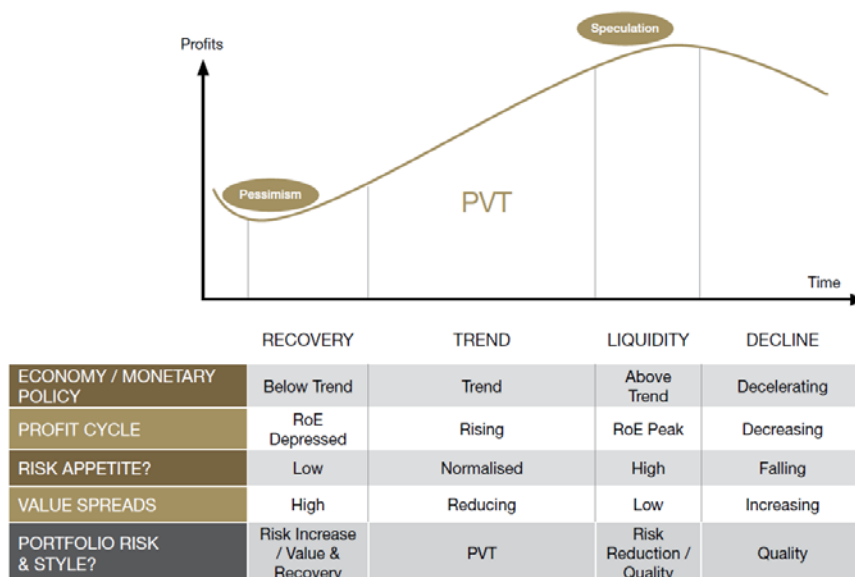 Speculation
Profits
Pessimism
PVT
Time
RECOVERY TREND LIQUIDITY DECLINE
ECONOMY / MONETARY
POLICY
Below Trend
Trend
Above
Trend
Decelerating
PROFIT CYCLE
RoE
Depressed
Rising
RoE Peak
Decreasing
RISK APPETITE?
Low
Normalised
High
Falling
VALUE SPREADS
High
Reducing
Low
Increasing
PORTFOLIO RISK
& STYLE?
Risk Increase
/ Value &
Recovery
PVT
Risk
Reduction /
Quality
Quality